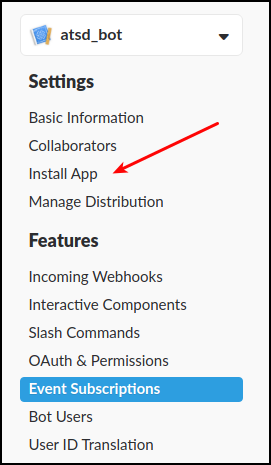 atsd_bot
Settings
Basic Information
Collaborators
Install App
Manage Distribution
Features
Incoming Webhooks
Interactive Components
Slash Commands
OAuth & Permissions
Event Subscriptions
Bot Users
User ID Translation